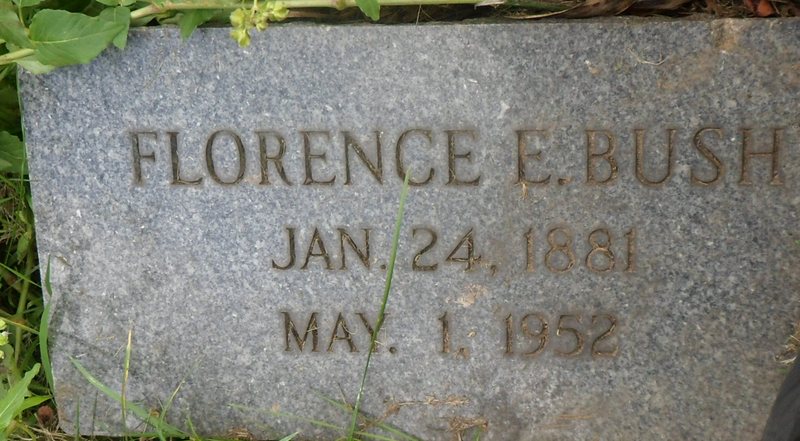 FLORENCE E. BUSH
JAN. 24, 1881
MAY. 1, 1952